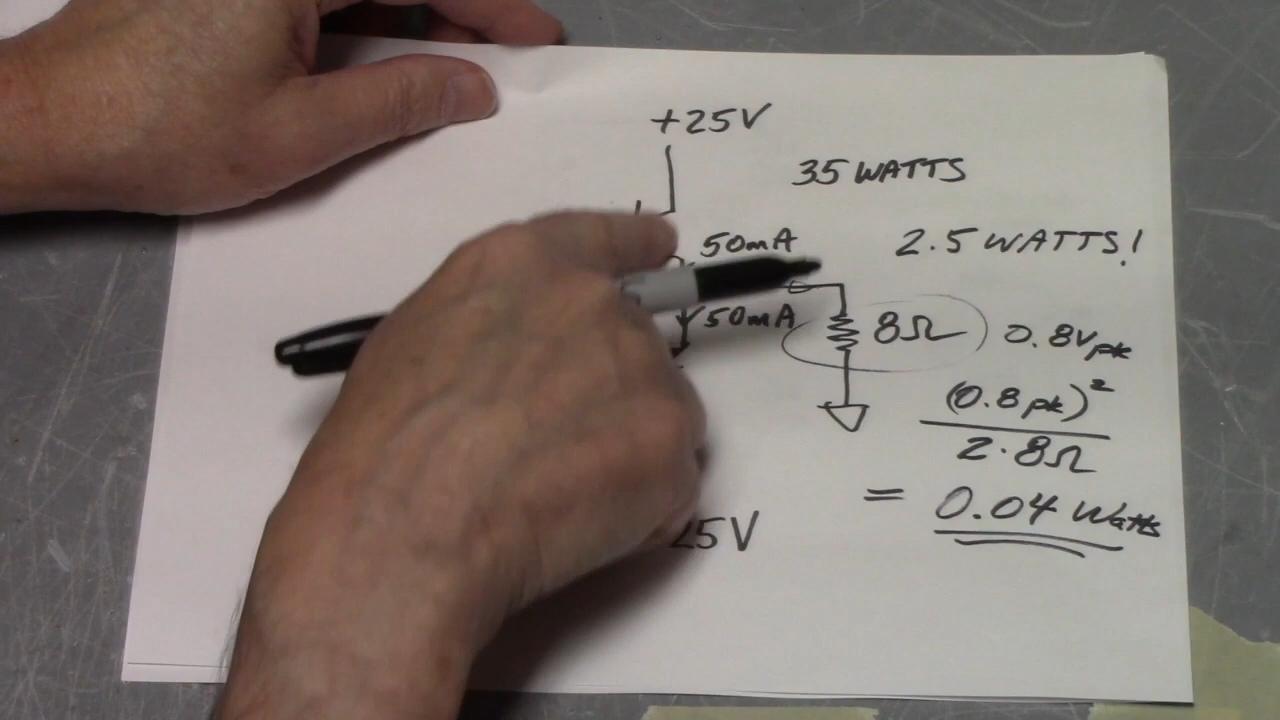 +25V
35 WATTS
50mA
2.5 WATTS!
50mA
8Ω
0.8Vpk
(0.8pk)²
2·8Ω
= 0.04 Watts
25V